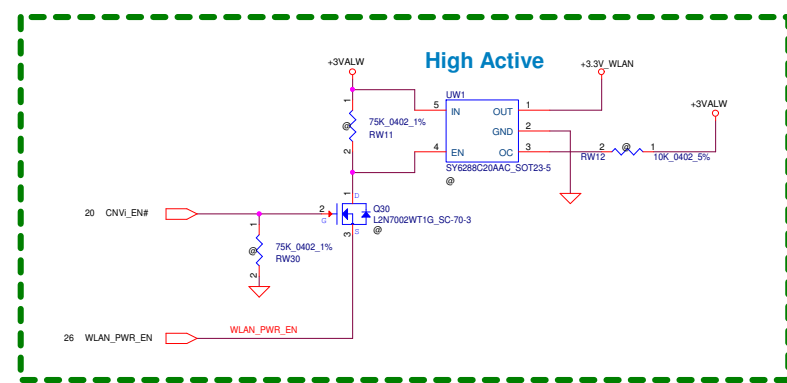 High Active
+3VALW
+3.3V_WLAN
+3VALW
UW1
1
75K_0402_1%
@
RW11
2
5 IN OUT 1
GND 2
4 EN OC 3
SY6288C20AAC_SOT23-5
@
2 @ 1
RW12 10K_0402_5%
1 D
20 CNVi_EN# 2 G
Q30
L2N7002WT1G_SC-70-3
@
3 S
1
75K_0402_1%
@
RW30
2
26 WLAN_PWR_EN WLAN_PWR_EN